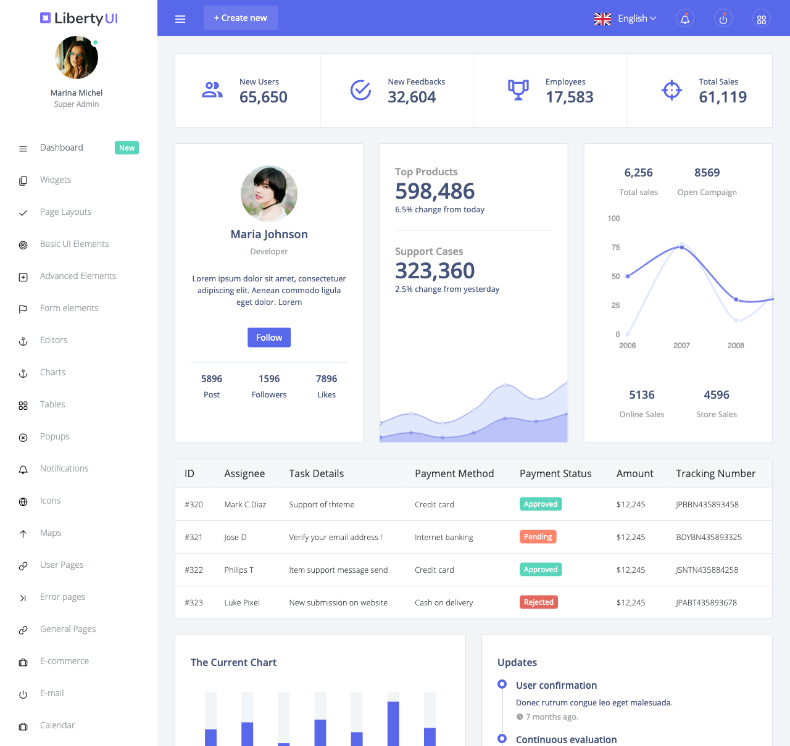 Liberty UI
Marina Michel
Super Admin
Dashboard
New
Widgets
Page Layouts
Basic UI Elements
Advanced Elements
Form elements
Editors
Charts
Tables
Popups
Notifications
Icons
Maps
User Pages
Error pages
General Pages
E-commerce
E-mail
Calendar
+ Create new
English
New Users
65,650
New Feedbacks
32,604
Employees
17,583
Total Sales
61,119
Maria Johnson
Developer
Lorem ipsum dolor sit amet, consectetuer
adipiscing elit. Aenean commodo ligula
eget dolor. Lorem
Follow
5896 1596 7896
Post Followers Likes
Top Products
598,486
6.5% change from today
Support Cases
323,360
2.5% change from yesterday
6,256 8569
Total sales Open Campaign
100
75
50
25
0
2006 2007 2008
5136 4596
Online Sales Store Sales
ID Assignee Task Details Payment Method Payment Status Amount Tracking Number
#320 Mark C.Diaz Support of thteme Credit card Approved $12,245 JPBBN435893458
#321 Jose D Verify your email address ! Internet banking Pending $12,245 BDYBN435893325
#322 Philips T Item support message send Credit card Approved $12,245 JSNTN435884258
#323 Luke Pixel New submission on website Cash on delivery Rejected $12,245 JPABT435893678
The Current Chart
Updates
User confirmation
Donec rutrum congue leo eget malesuada.
7 months ago.
Continuous evaluation